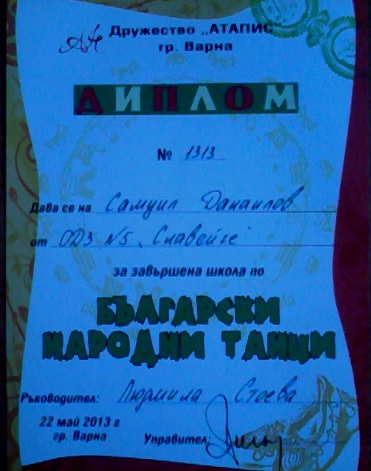 Дружество „АТАПИС"
гр. Варна
ДИПЛОМ
№ 1313
Дава се на Самуил Данаилов
от ОДЗ №5 „Славейче"
за завършена школа по
БЪЛГАРСКИ
НАРОДНИ ТАНЦИ
Ръководител: Людмила Стоева
22 май 2013 г
гр. Варна
Управител: